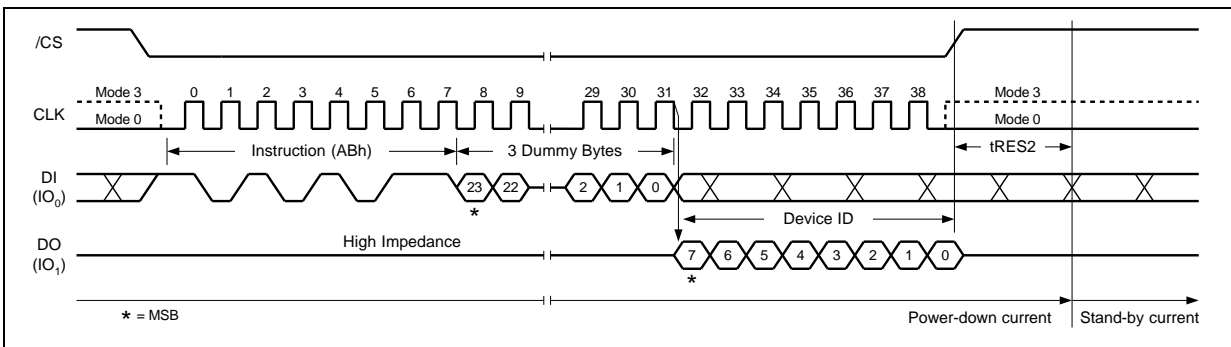 /CS
Mode 3 0 1 2 3 4 5 6 7 8 9 29 30 31 32 33 34 35 36 37 38 Mode 3
CLK
Mode 0 Mode 0
Instruction (ABh) 3 Dummy Bytes tRES2
DI
(IO0)
23 22 2 1 0
*
Device ID
High Impedance
DO
(IO1)
7 6 5 4 3 2 1 0
*
* = MSB
Power-down current Stand-by current